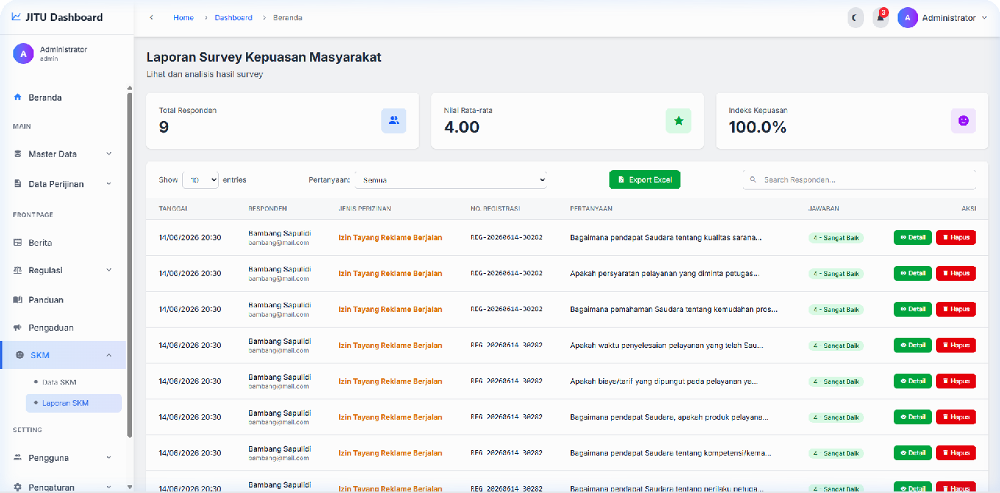 JITU Dashboard
Home > Dashboard > Beranda
3
A Administrator
A Administrator
admin
Beranda
MAIN
Master Data
Data Perijinan
FRONTPAGE
Berita
Regulasi
Panduan
Pengaduan
SKM
Data SKM
Laporan SKM
SETTING
Pengguna
Pengaturan
Laporan Survey Kepuasan Masyarakat
Lihat dan analisis hasil survey
Total Responden
9
Nilai Rata-rata
4.00
Indeks Kepuasan
100.0%
Show 10 entries Pertanyaan: Semua Export Excel Search Responden...
TANGGAL RESPONDEN JENIS PERIZINAN NO. REGISTRASI PERTANYAAN JAWABAN AKSI
14/06/2026 20:30 Bambang Sapulidi Izin Tayang Reklame Berjalan REG-20260614-30282 Bagaimana pendapat Saudara tentang kualitas sarana... 4 - Sangat Baik Detail Hapus
bambang@mail.com
14/06/2026 20:30 Bambang Sapulidi Izin Tayang Reklame Berjalan REG-20260614-30282 Apakah persyaratan pelayanan yang diminta petugas... 4 - Sangat Baik Detail Hapus
bambang@mail.com
14/06/2026 20:30 Bambang Sapulidi Izin Tayang Reklame Berjalan REG-20260614-30282 Bagaimana pemahaman Saudara tentang kemudahan pros... 4 - Sangat Baik Detail Hapus
bambang@mail.com
14/06/2026 20:30 Bambang Sapulidi Izin Tayang Reklame Berjalan REG-20260614-30282 Apakah waktu penyelesaian pelayanan yang telah Sau... 4 - Sangat Baik Detail Hapus
bambang@mail.com
14/06/2026 20:30 Bambang Sapulidi Izin Tayang Reklame Berjalan REG-20260614-30282 Apakah biaya/tarif yang dipungut pada pelayanan ya... 4 - Sangat Baik Detail Hapus
bambang@mail.com
14/06/2026 20:30 Bambang Sapulidi Izin Tayang Reklame Berjalan REG-20260614-30282 Bagaimana pendapat Saudara, apakah produk pelayana... 4 - Sangat Baik Detail Hapus
bambang@mail.com
14/06/2026 20:30 Bambang Sapulidi Izin Tayang Reklame Berjalan REG-20260614-30282 Bagaimana pendapat Saudara tentang kompetensi/kema... 4 - Sangat Baik Detail Hapus
bambang@mail.com
14/06/2026 20:30 Bambang Sapulidi Izin Tayang Reklame Berjalan REG-20260614-30282 Bagaimana pendapat Saudara tentang perilaku petuga... 4 - Sangat Baik Detail Hapus